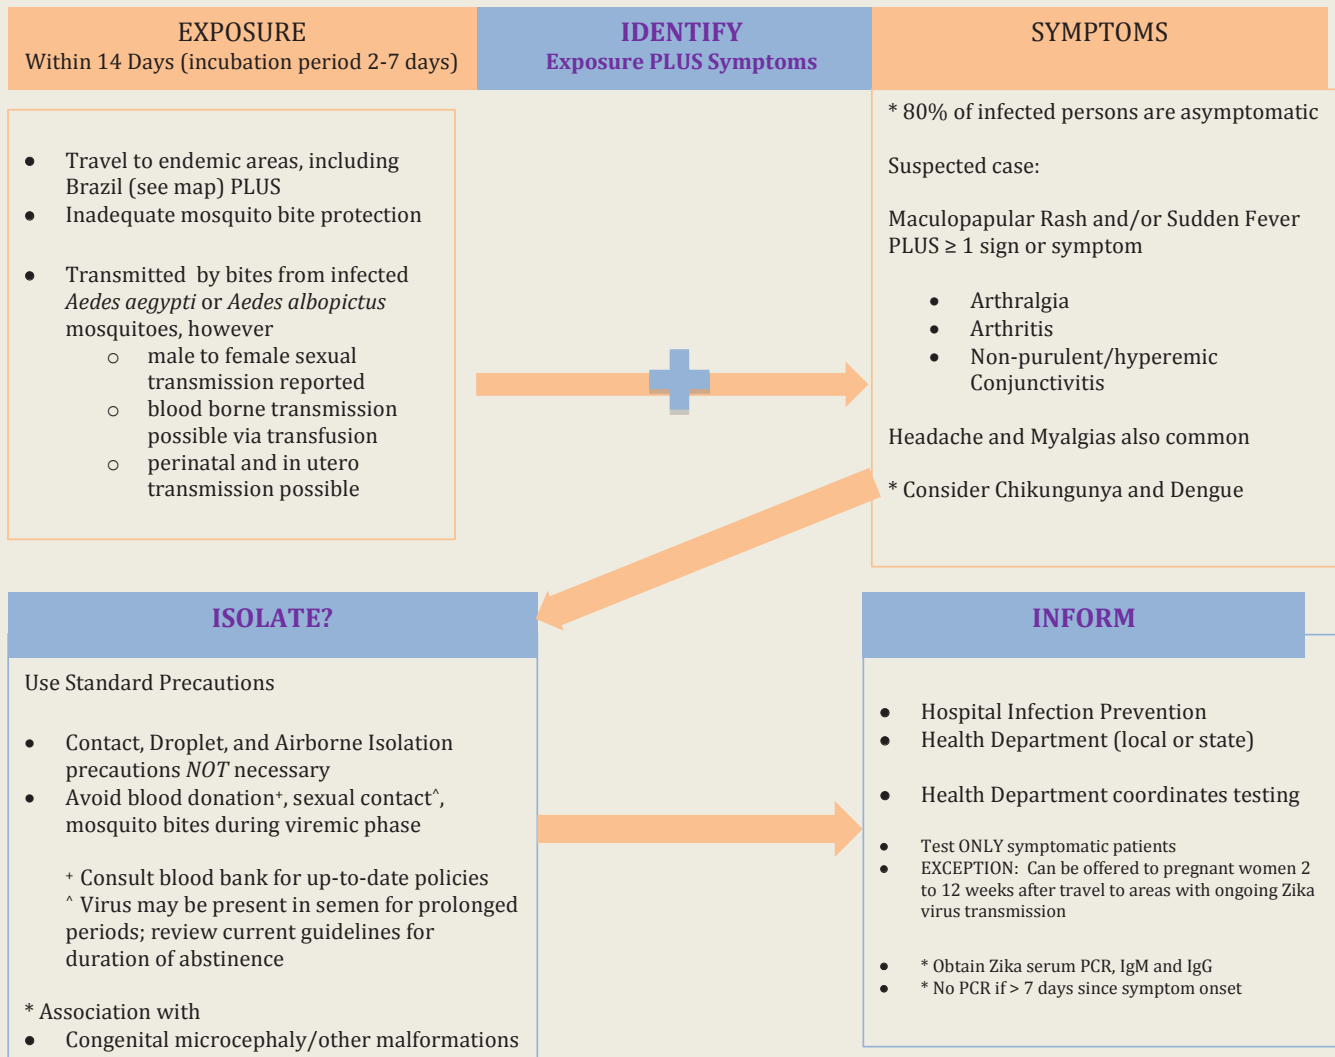 EXPOSURE
Within 14 Days (incubation period 2-7 days)
IDENTIFY
Exposure PLUS Symptoms
SYMPTOMS
● Travel to endemic areas, including
Brazil (see map) PLUS
● Inadequate mosquito bite protection
● Transmitted by bites from infected
Aedes aegypti or Aedes albopictus
mosquitoes, however
o male to female sexual
transmission reported
o blood borne transmission
possible via transfusion
o perinatal and in utero
transmission possible
* 80% of infected persons are asymptomatic
Suspected case:
Maculopapular Rash and/or Sudden Fever
PLUS ≥ 1 sign or symptom
● Arthralgia
● Arthritis
● Non-purulent/hyperemic
Conjunctivitis
Headache and Myalgias also common
* Consider Chikungunya and Dengue
ISOLATE?
Use Standard Precautions
● Contact, Droplet, and Airborne Isolation
precautions NOT necessary
● Avoid blood donation⁺, sexual contact^,
mosquito bites during viremic phase
⁺ Consult blood bank for up-to-date policies
^ Virus may be present in semen for prolonged
periods; review current guidelines for
duration of abstinence
* Association with
● Congenital microcephaly/other malformations
INFORM
● Hospital Infection Prevention
● Health Department (local or state)
● Health Department coordinates testing
● Test ONLY symptomatic patients
● EXCEPTION: Can be offered to pregnant women 2
to 12 weeks after travel to areas with ongoing Zika
virus transmission
● * Obtain Zika serum PCR, IgM and IgG
● * No PCR if > 7 days since symptom onset